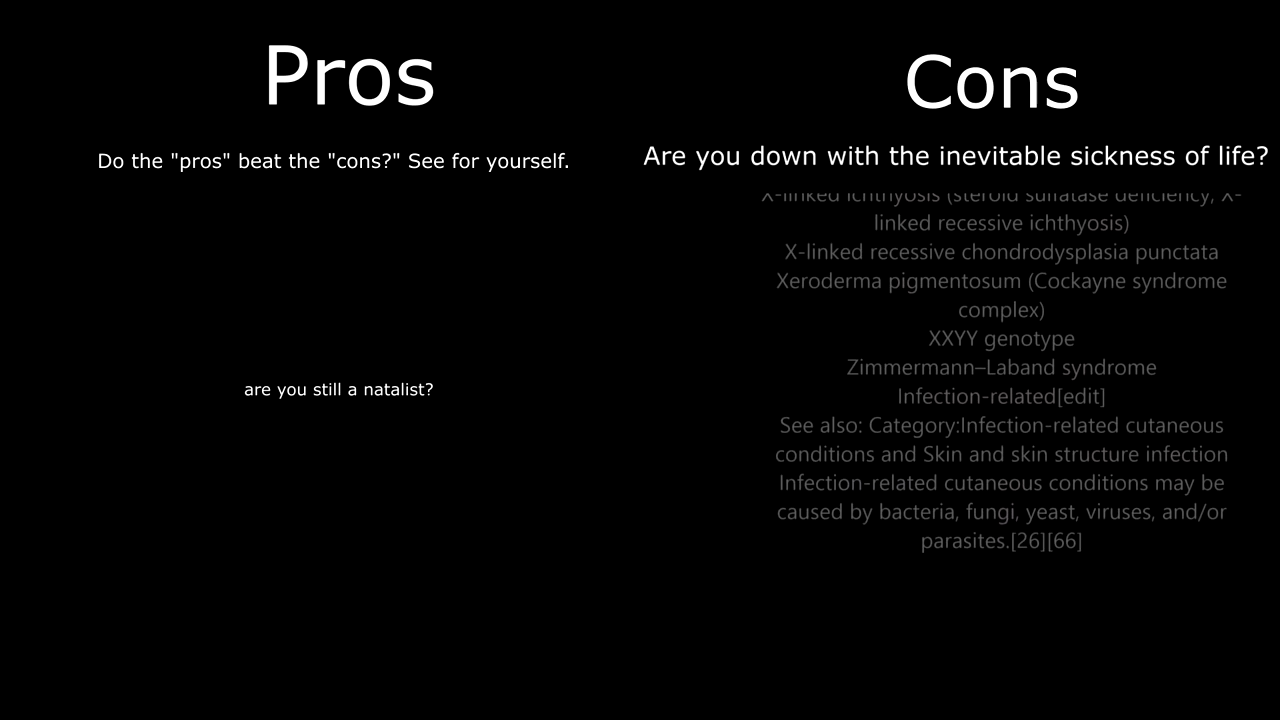 Pros
Do the "pros" beat the "cons?" See for yourself.
are you still a natalist?
Cons
Are you down with the inevitable sickness of life?
X-linked ichthyosis (steroid sulfatase deficiency, X-
linked recessive ichthyosis)
X-linked recessive chondrodysplasia punctata
Xeroderma pigmentosum (Cockayne syndrome
complex)
XXYY genotype
Zimmermann–Laband syndrome
Infection-related[edit]
See also: Category:Infection-related cutaneous
conditions and Skin and skin structure infection
Infection-related cutaneous conditions may be
caused by bacteria, fungi, yeast, viruses, and/or
parasites.[26][66]